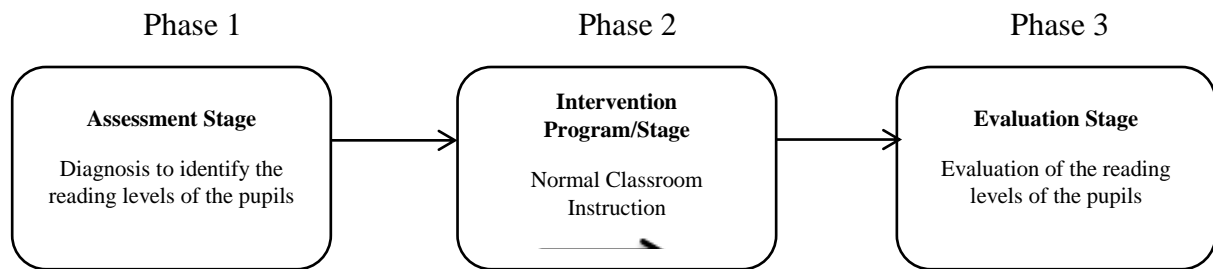 Phase 1
Phase 2
Phase 3
Assessment Stage
Diagnosis to identify the
reading levels of the pupils
Intervention
Program/Stage
Normal Classroom
Instruction
Evaluation Stage
Evaluation of the reading
levels of the pupils